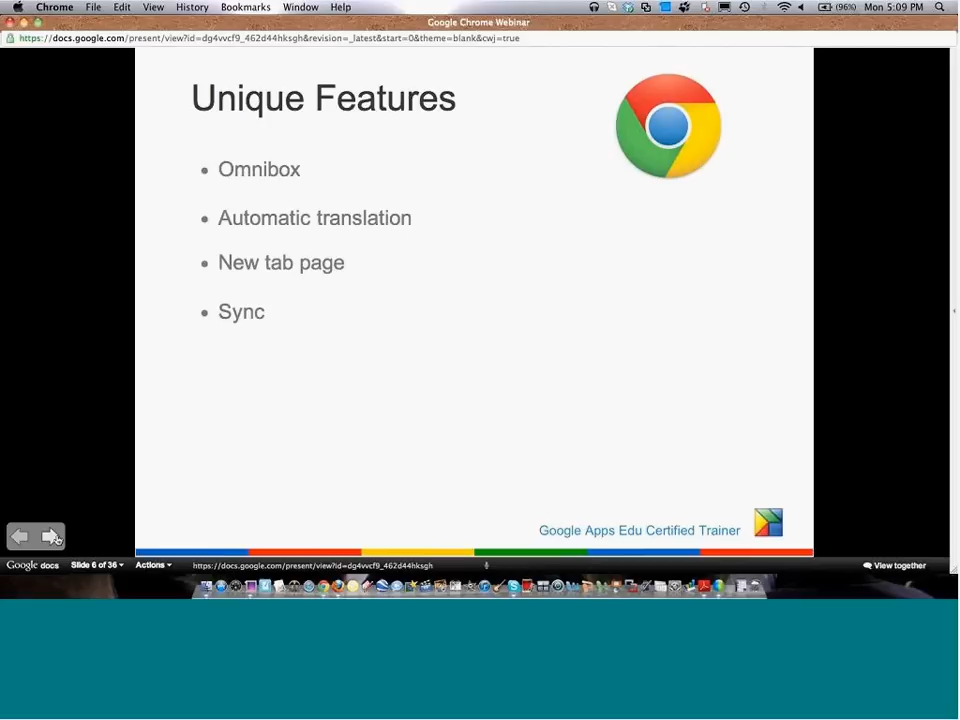 Chrome File Edit View History Bookmarks Window Help (96%) Mon 5:09 PM
Google Chrome Webinar
https://docs.google.com/present/view?id=dg4vvcf9_462d44hksgh&revision=_latest&start=0&theme=blank&cwj=true
Unique Features
• Omnibox
• Automatic translation
• New tab page
• Sync
Google Apps Edu Certified Trainer
Google docs Slide 6 of 36 Actions https://docs.google.com/present/view?id=dg4vvcf9_462d44hksgh View together